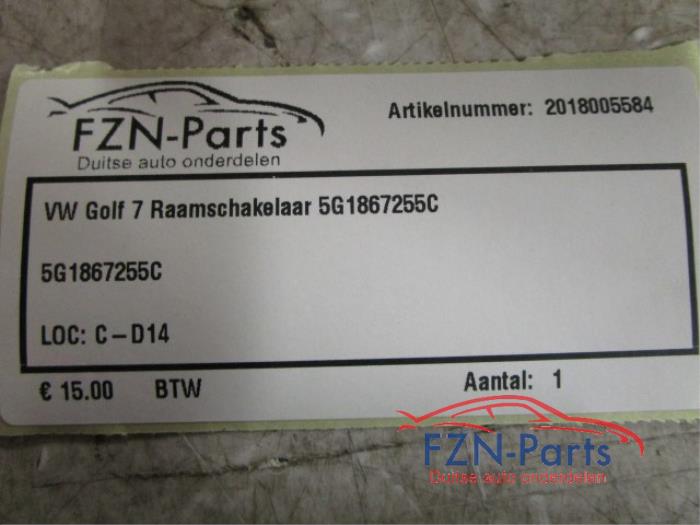 FZN-Parts
Duitse auto onderdelen
Artikelnummer: 2018005584
VW Golf 7 Raamschakelaar 5G1867255C
5G1867255C
LOC: C-D14
€ 15.00 BTW Aantal: 1
FZN-Parts
Duitse auto onderdelen